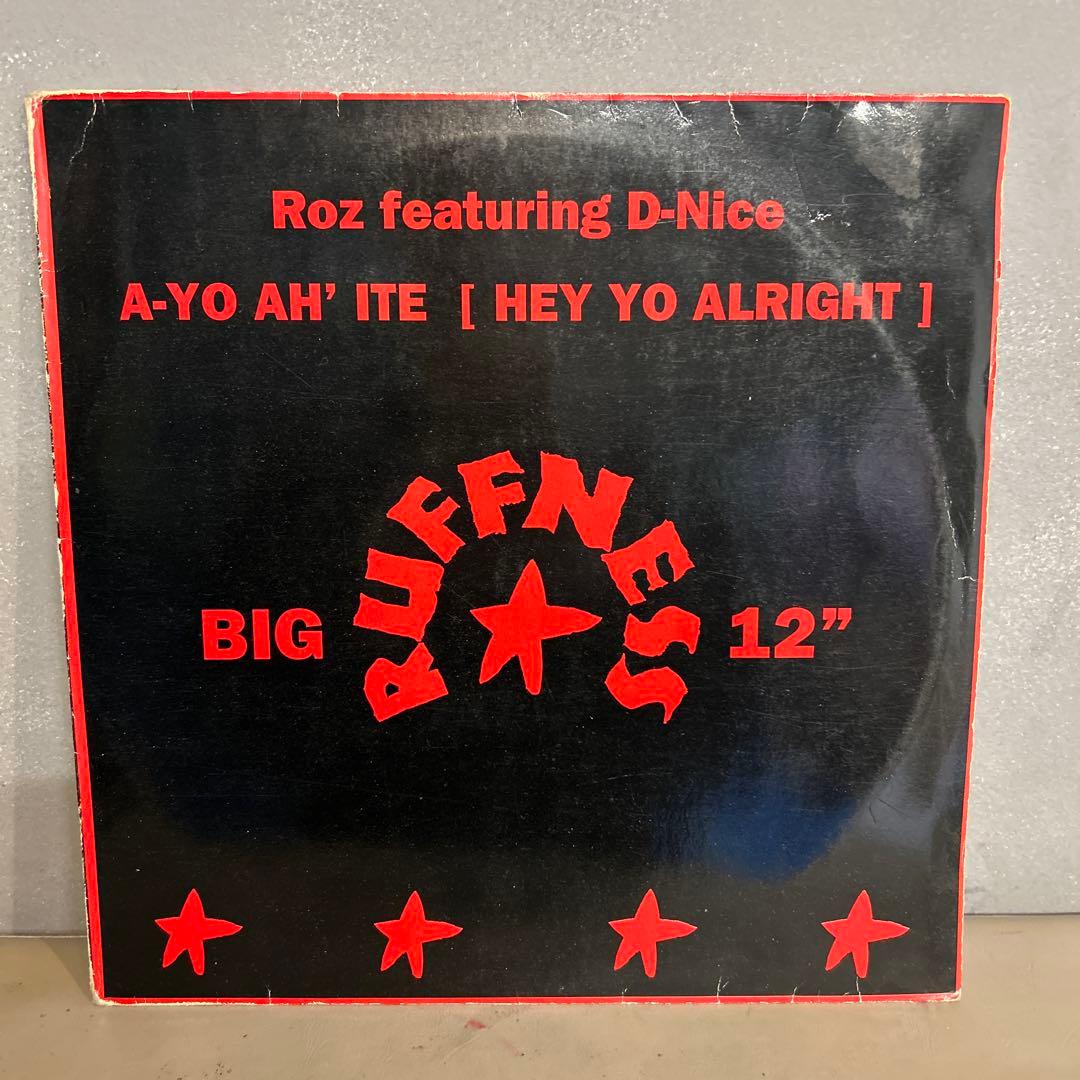 Roz featuring D-Nice
A-YO AH' ITE [ HEY YO ALRIGHT ]
RUFFNESS
BIG 12”